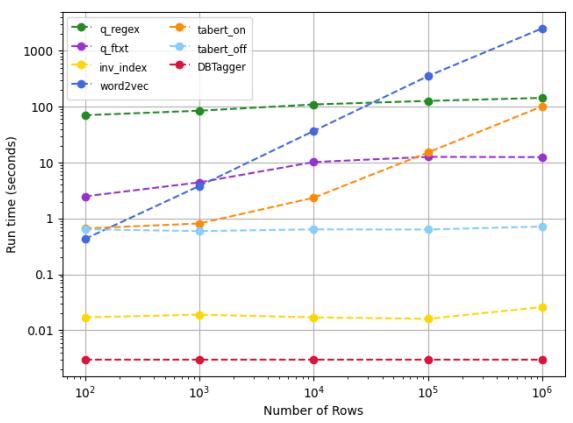 q_regex
q_ftxt
inv_index
word2vec
tabert_on
tabert_off
DBTagger
1000
100
10
1
0.1
0.01
Run time (seconds)
10²
10³
10⁴
10⁵
10⁶
Number of Rows